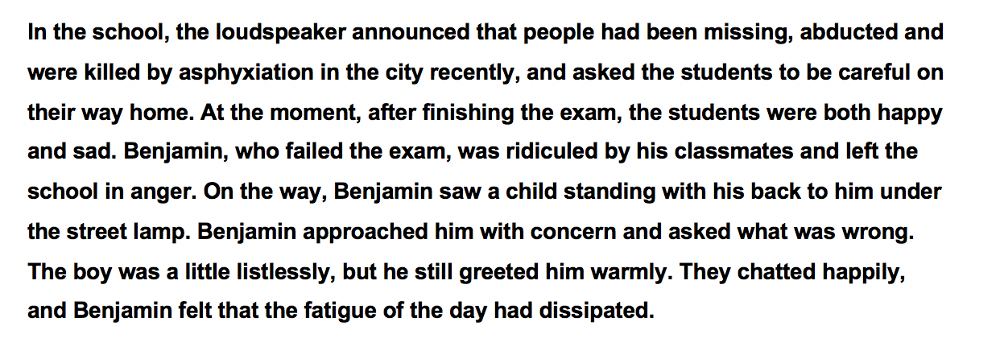 In the school, the loudspeaker announced that people had been missing, abducted and
were killed by asphyxiation in the city recently, and asked the students to be careful on
their way home. At the moment, after finishing the exam, the students were both happy
and sad. Benjamin, who failed the exam, was ridiculed by his classmates and left the
school in anger. On the way, Benjamin saw a child standing with his back to him under
the street lamp. Benjamin approached him with concern and asked what was wrong.
The boy was a little listlessly, but he still greeted him warmly. They chatted happily,
and Benjamin felt that the fatigue of the day had dissipated.